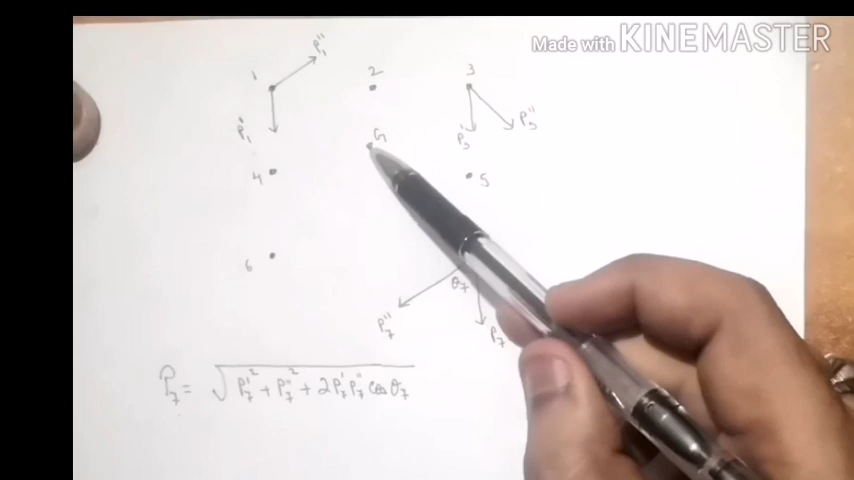 Made with KINEMASTER
P₁''
1
2
3
P₁'
P₃'
P₃''
G
4
5
6
θ₇
P₇''
P₇
P₇ = √P₇'² + P₇''² + 2P₇'P₇'' cos θ₇